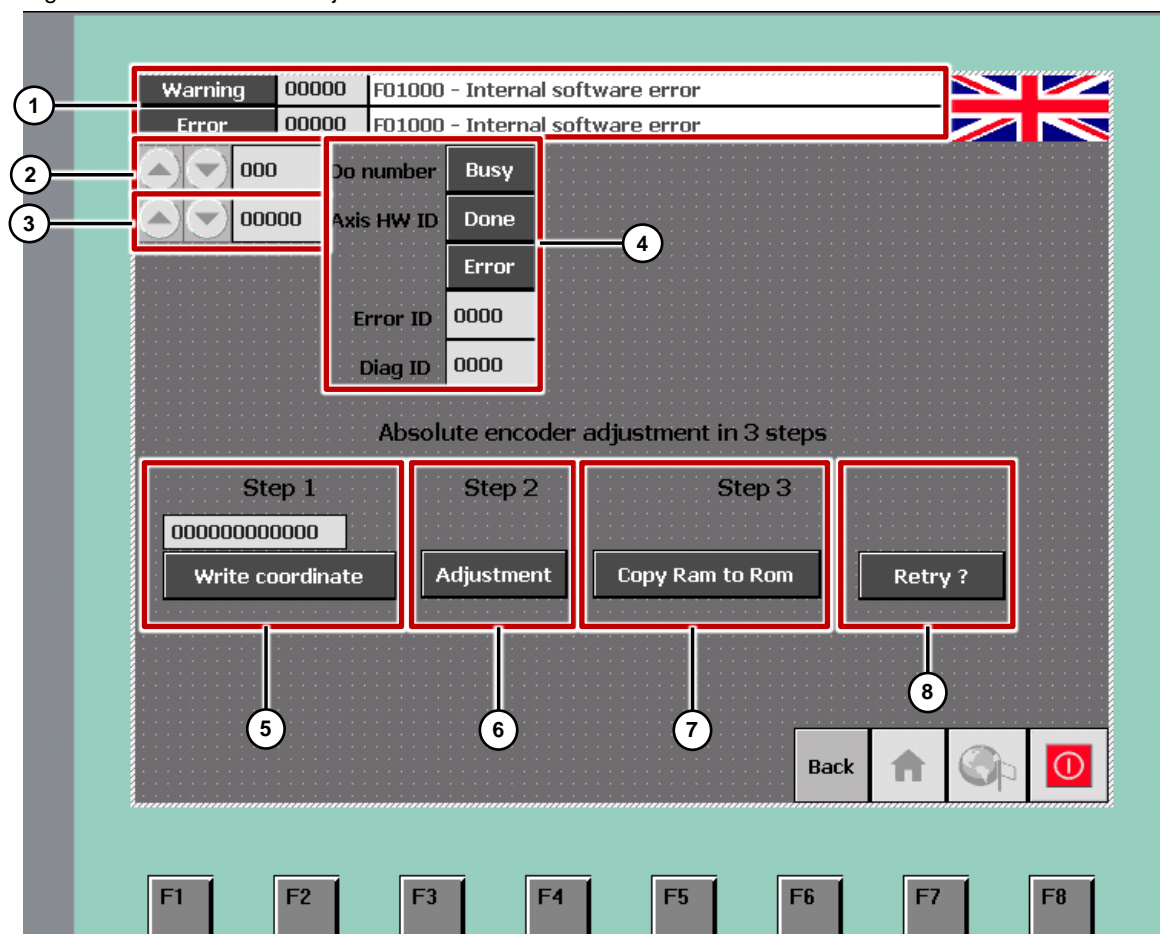 Warning 00000 F01000 - Internal software error
1
Error 00000 F01000 - Internal software error
2
000 Do number Busy
3
00000 Axis HW ID Done
4
Error
Error ID 0000
Diag ID 0000
Absolute encoder adjustment in 3 steps
Step 1 Step 2 Step 3
000000000000
Write coordinate Adjustment Copy Ram to Rom Retry ?
8
5 6 7
Back
F1 F2 F3 F4 F5 F6 F7 F8